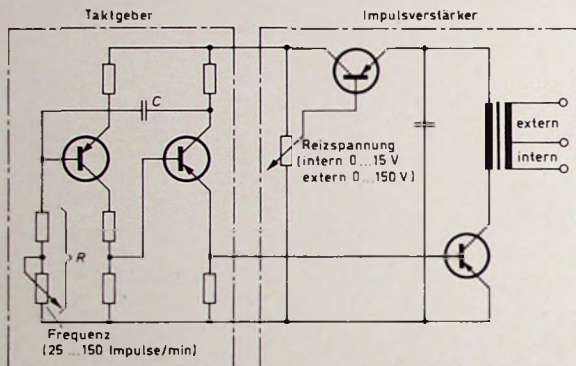 Taktgeber
Impulsverstärker
C
Reizspannung
(intern 0...15 V
extern 0...150 V)
extern
intern
R
Frequenz
(25...150 Impulse/min)